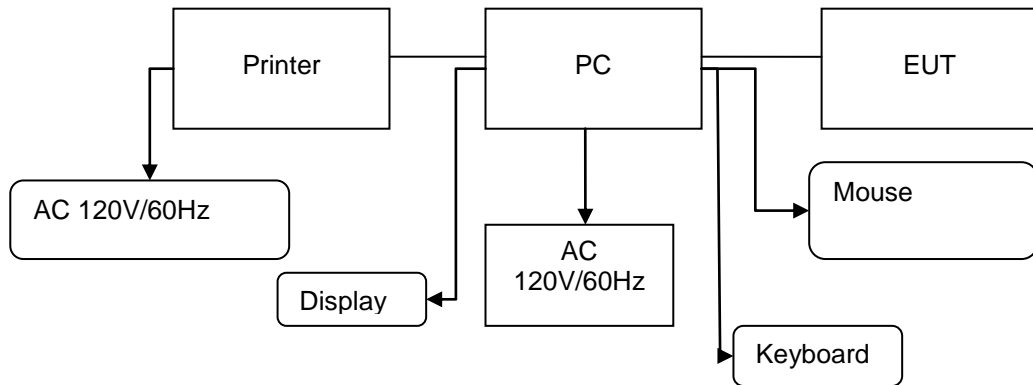 Printer
PC
EUT
AC 120V/60Hz
Mouse
AC
120V/60Hz
Display
Keyboard